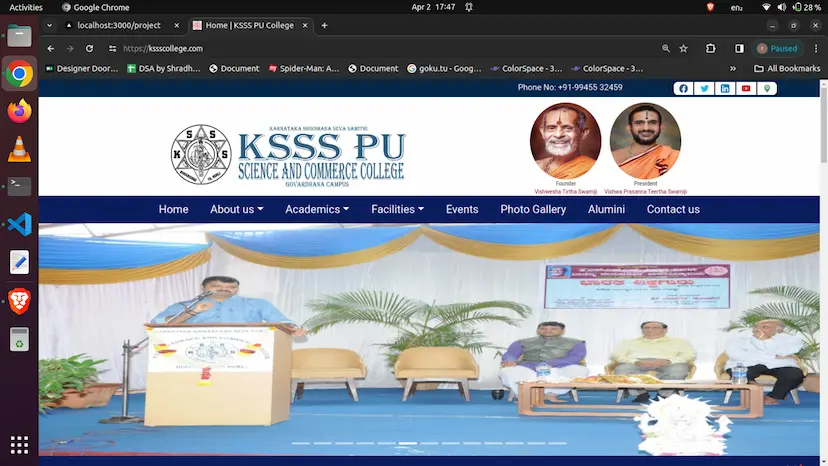 Activities
Google Chrome
Apr 2 17:47
en₂
28 %
localhost:3000/project
Home | KSSS PU College
https://kssscollege.com
Paused
Designer Door...
DSA by Shradh...
Document
Spider-Man: A...
Document
goku.tu - Goog...
ColorSpace - 3...
ColorSpace - 3...
»
All Bookmarks
Phone No: +91-99455 32459
KARNATAKA SHIKSHANA SEVA SAMITHI
KSSS PU
SCIENCE AND COMMERCE COLLEGE
GOVARDHANA CAMPUS
K S S S
Founder
Vishwesha Tirtha Swamiji
President
Vishwa Prasanna Teertha Swamiji
Home
About us
Academics
Facilities
Events
Photo Gallery
Alumini
Contact us